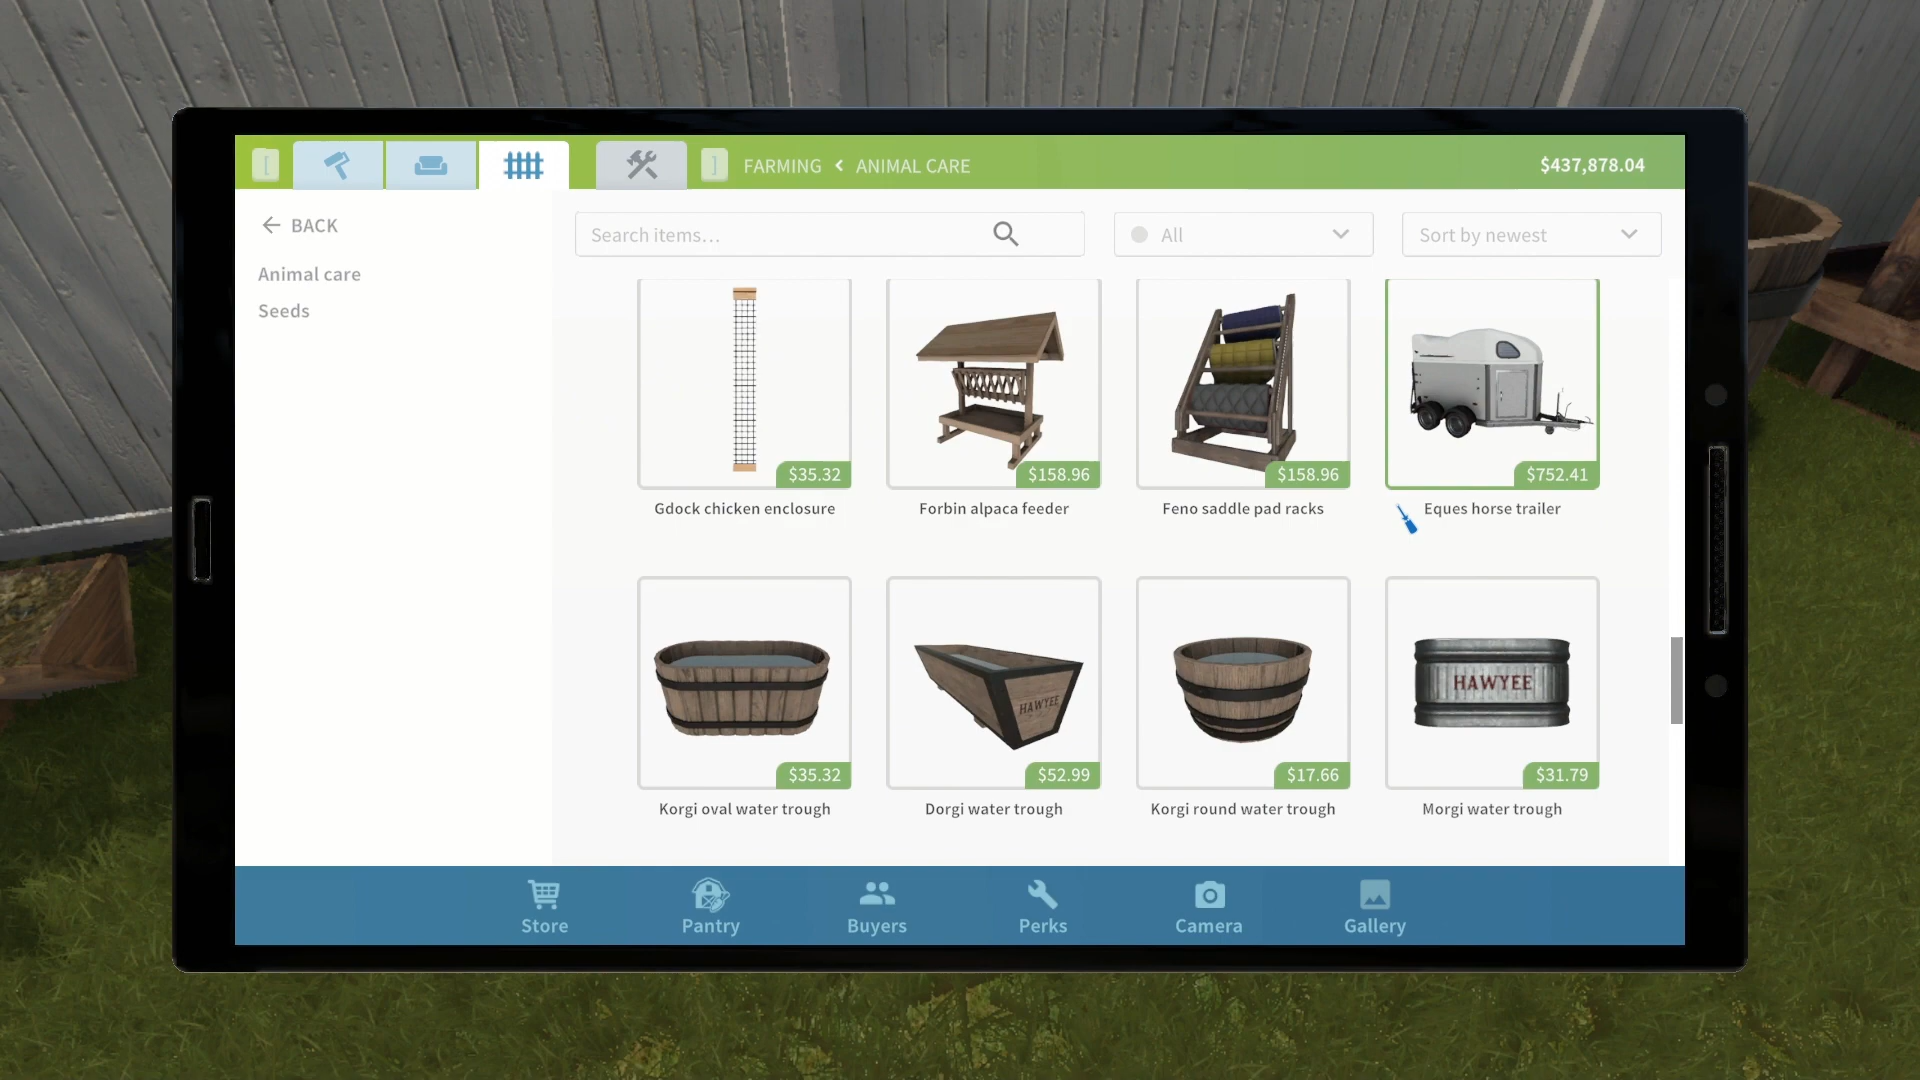 [
]
FARMING < ANIMAL CARE
$437,878.04
BACK
Animal care
Seeds
Search items...
All
Sort by newest
$35.32
$158.96
$158.96
$752.41
Gdock chicken enclosure
Forbin alpaca feeder
Feno saddle pad racks
Eques horse trailer
HAWYEE
HAWYEE
$35.32
$52.99
$17.66
$31.79
Korgi oval water trough
Dorgi water trough
Korgi round water trough
Morgi water trough
Store
Pantry
Buyers
Perks
Camera
Gallery